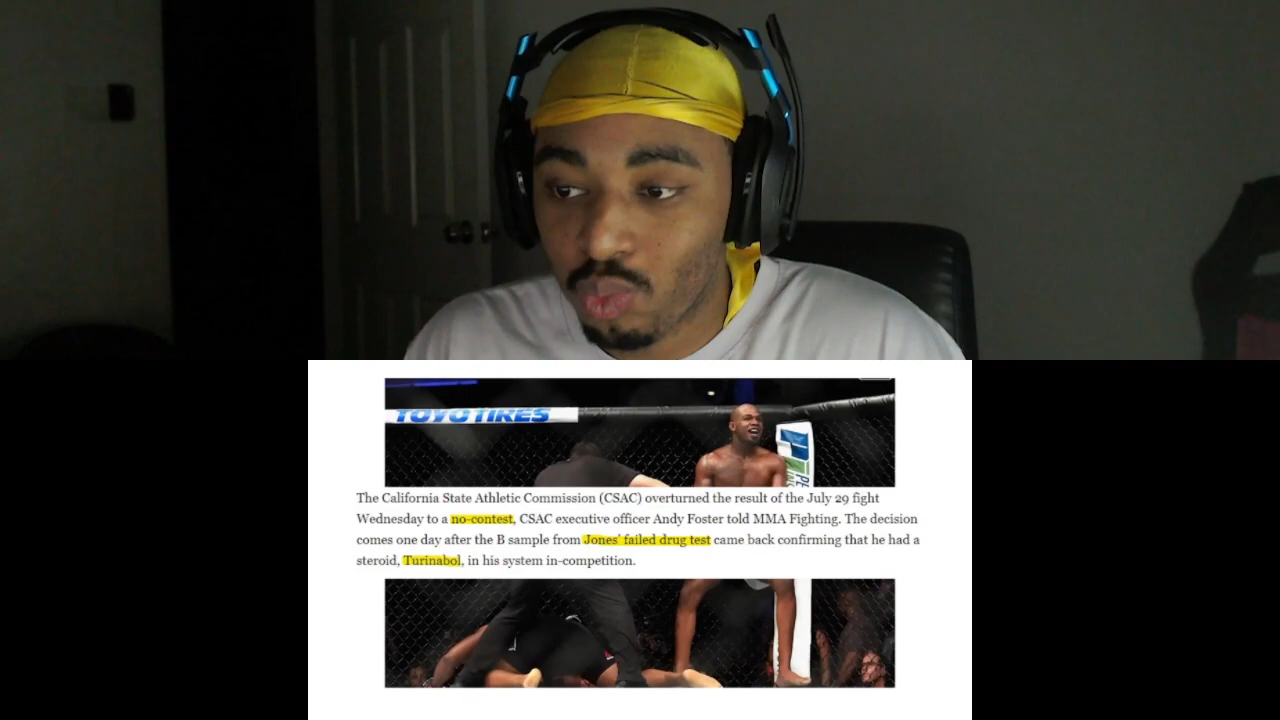 TOYO TIRES
The California State Athletic Commission (CSAC) overturned the result of the July 29 fight
Wednesday to a no-contest, CSAC executive officer Andy Foster told MMA Fighting. The decision
comes one day after the B sample from Jones' failed drug test came back confirming that he had a
steroid, Turinabol, in his system in-competition.